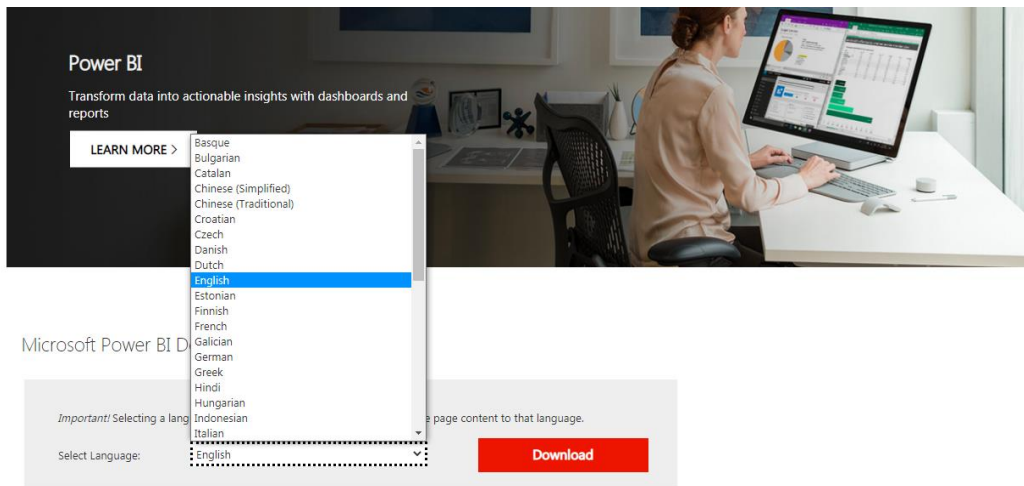 Power BI
Transform data into actionable insights with dashboards and
reports
LEARN MORE >
Basque
Bulgarian
Catalan
Chinese (Simplified)
Chinese (Traditional)
Croatian
Czech
Danish
Dutch
English
Estonian
Finnish
French
Galician
German
Greek
Hindi
Hungarian
Indonesian
Italian
Microsoft Power BI D
Important! Selecting a lang
e page content to that language.
Select Language:
English
Download